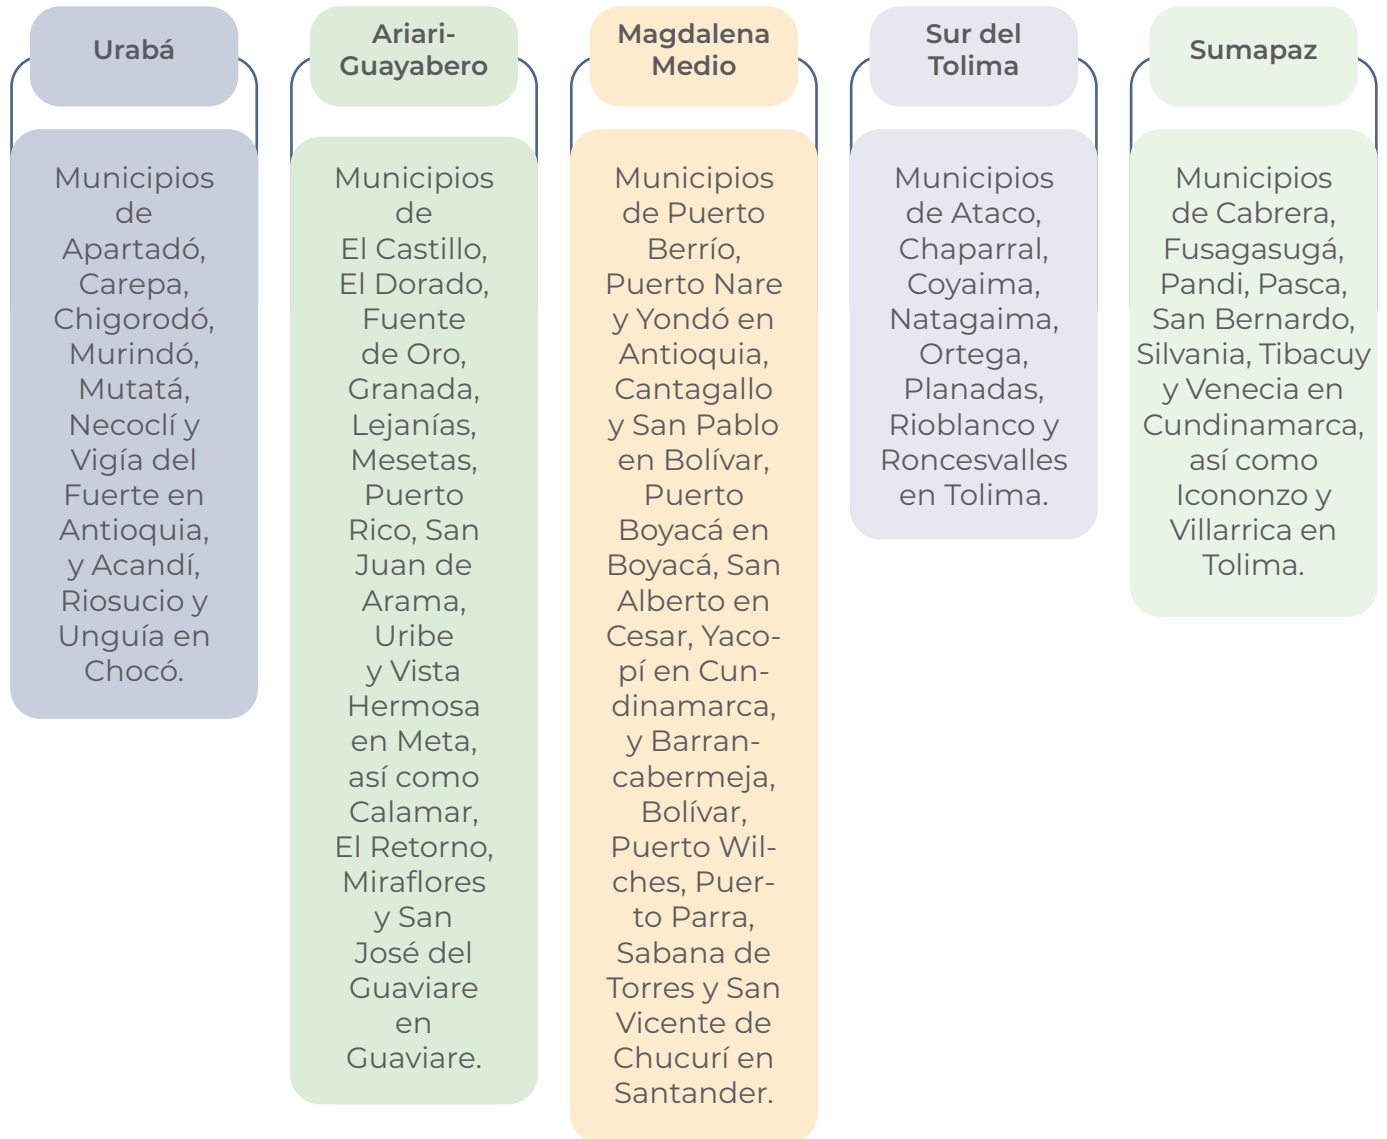 Urabá
Municipios
de
Apartadó,
Carepa,
Chigorodó,
Murindó,
Mutatá,
Necoclí y
Vigía del
Fuerte en
Antioquia,
y Acandí,
Riosucio y
Unguía en
Chocó.
Ariari-
Guayabero
Municipios
de
El Castillo,
El Dorado,
Fuente
de Oro,
Granada,
Lejanías,
Mesetas,
Puerto
Rico, San
Juan de
Arama,
Uribe
y Vista
Hermosa
en Meta,
así como
Calamar,
El Retorno,
Miraflores
y San
José del
Guaviare
en
Guaviare.
Magdalena
Medio
Municipios
de Puerto
Berrío,
Puerto Nare
y Yondó en
Antioquia,
Cantagallo
y San Pablo
en Bolívar,
Puerto
Boyacá en
Boyacá, San
Alberto en
Cesar, Yaco-
pí en Cun-
dinamarca,
y Barran-
cabermeja,
Bolívar,
Puerto Wil-
ches, Puer-
to Parra,
Sabana de
Torres y San
Vicente de
Chucurí en
Santander.
Sur del
Tolima
Municipios
de Ataco,
Chaparral,
Coyaima,
Natagaima,
Ortega,
Planadas,
Rioblanco y
Roncesvalles
en Tolima.
Sumapaz
Municipios
de Cabrera,
Fusagasugá,
Pandi, Pasca,
San Bernardo,
Silvania, Tibacuy
y Venecia en
Cundinamarca,
así como
Icononzo y
Villarrica en
Tolima.